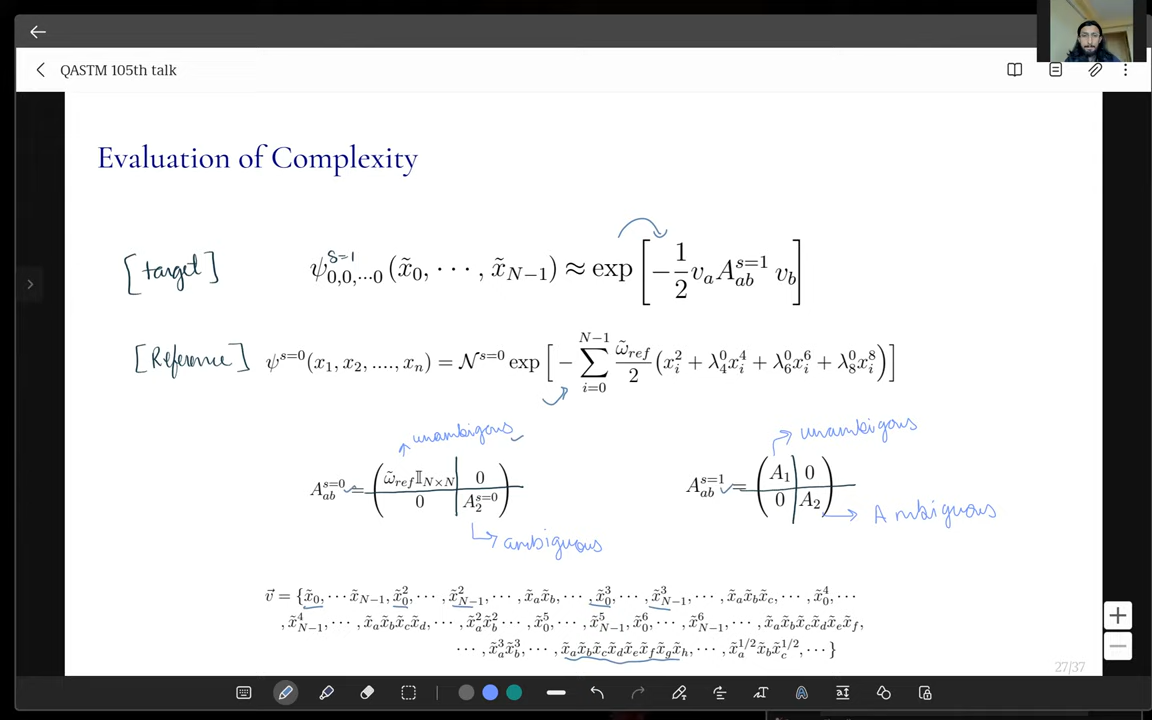 QASTM 105th talk
Evaluation of Complexity
[target] ψ^{s=1}_{0,0,⋯0}(x̃_0, ⋯ , x̃_{N−1}) ≈ exp[−1/2 v_a A^{s=1}_{ab} v_b]
[Reference] ψ^{s=0}(x_1, x_2, ...., x_n) = 𝒩^{s=0} exp[− ∑_{i=0}^{N−1} ω̃_{ref}/2 (x_i^2 + λ_4^0 x_i^4 + λ_6^0 x_i^6 + λ_8^0 x_i^8)]
unambigous
unambigous
A^{s=0}_{ab} = (ω̃_{ref} 𝕀_{N×N} 0
0 A_2^{s=0})
A^{s=1}_{ab} = (A_1 0
0 A_2)
Ambiguous
ambiguous
v⃗ = {x̃_0, ⋯ x̃_{N−1}, x̃_0^2, ⋯ , x̃_{N−1}^2, ⋯ , x̃_a x̃_b, ⋯ , x̃_0^3, ⋯ , x̃_{N−1}^3, ⋯ , x̃_a x̃_b x̃_c, ⋯ , x̃_0^4, ⋯
, x̃_{N−1}^4, ⋯ , x̃_a x̃_b x̃_c x̃_d, ⋯ , x̃_a^2 x̃_b^2 ⋯ , x̃_0^5, ⋯ , x̃_{N−1}^5, x̃_0^6, ⋯ , x̃_{N−1}^6, ⋯ , x̃_a x̃_b x̃_c x̃_d x̃_e x̃_f,
⋯ , x̃_a^3 x̃_b^3, ⋯ , x̃_a x̃_b x̃_c x̃_d x̃_e x̃_f x̃_g x̃_h, ⋯ , x̃_a^{1/2} x̃_b x̃_c^{1/2}, ⋯ }
27/37